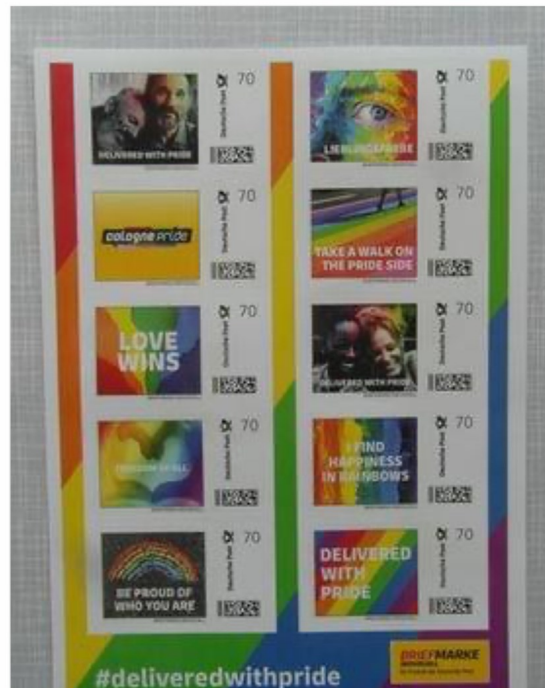 70
Deutsche Post
DELIVERED WITH PRIDE
70
Deutsche Post
LIEBLINGSFARBE
70
Deutsche Post
cologne pride
70
Deutsche Post
TAKE A WALK ON
THE PRIDE SIDE
70
Deutsche Post
LOVE
WINS
70
Deutsche Post
DELIVERED WITH PRIDE
70
Deutsche Post
70
Deutsche Post
I FIND
HAPPINESS
IN RAINBOWS
70
Deutsche Post
BE PROUD OF
WHO YOU ARE
70
Deutsche Post
DELIVERED
WITH
PRIDE
#deliveredwithpride
BRIEFMARKE
INDIVIDUELL